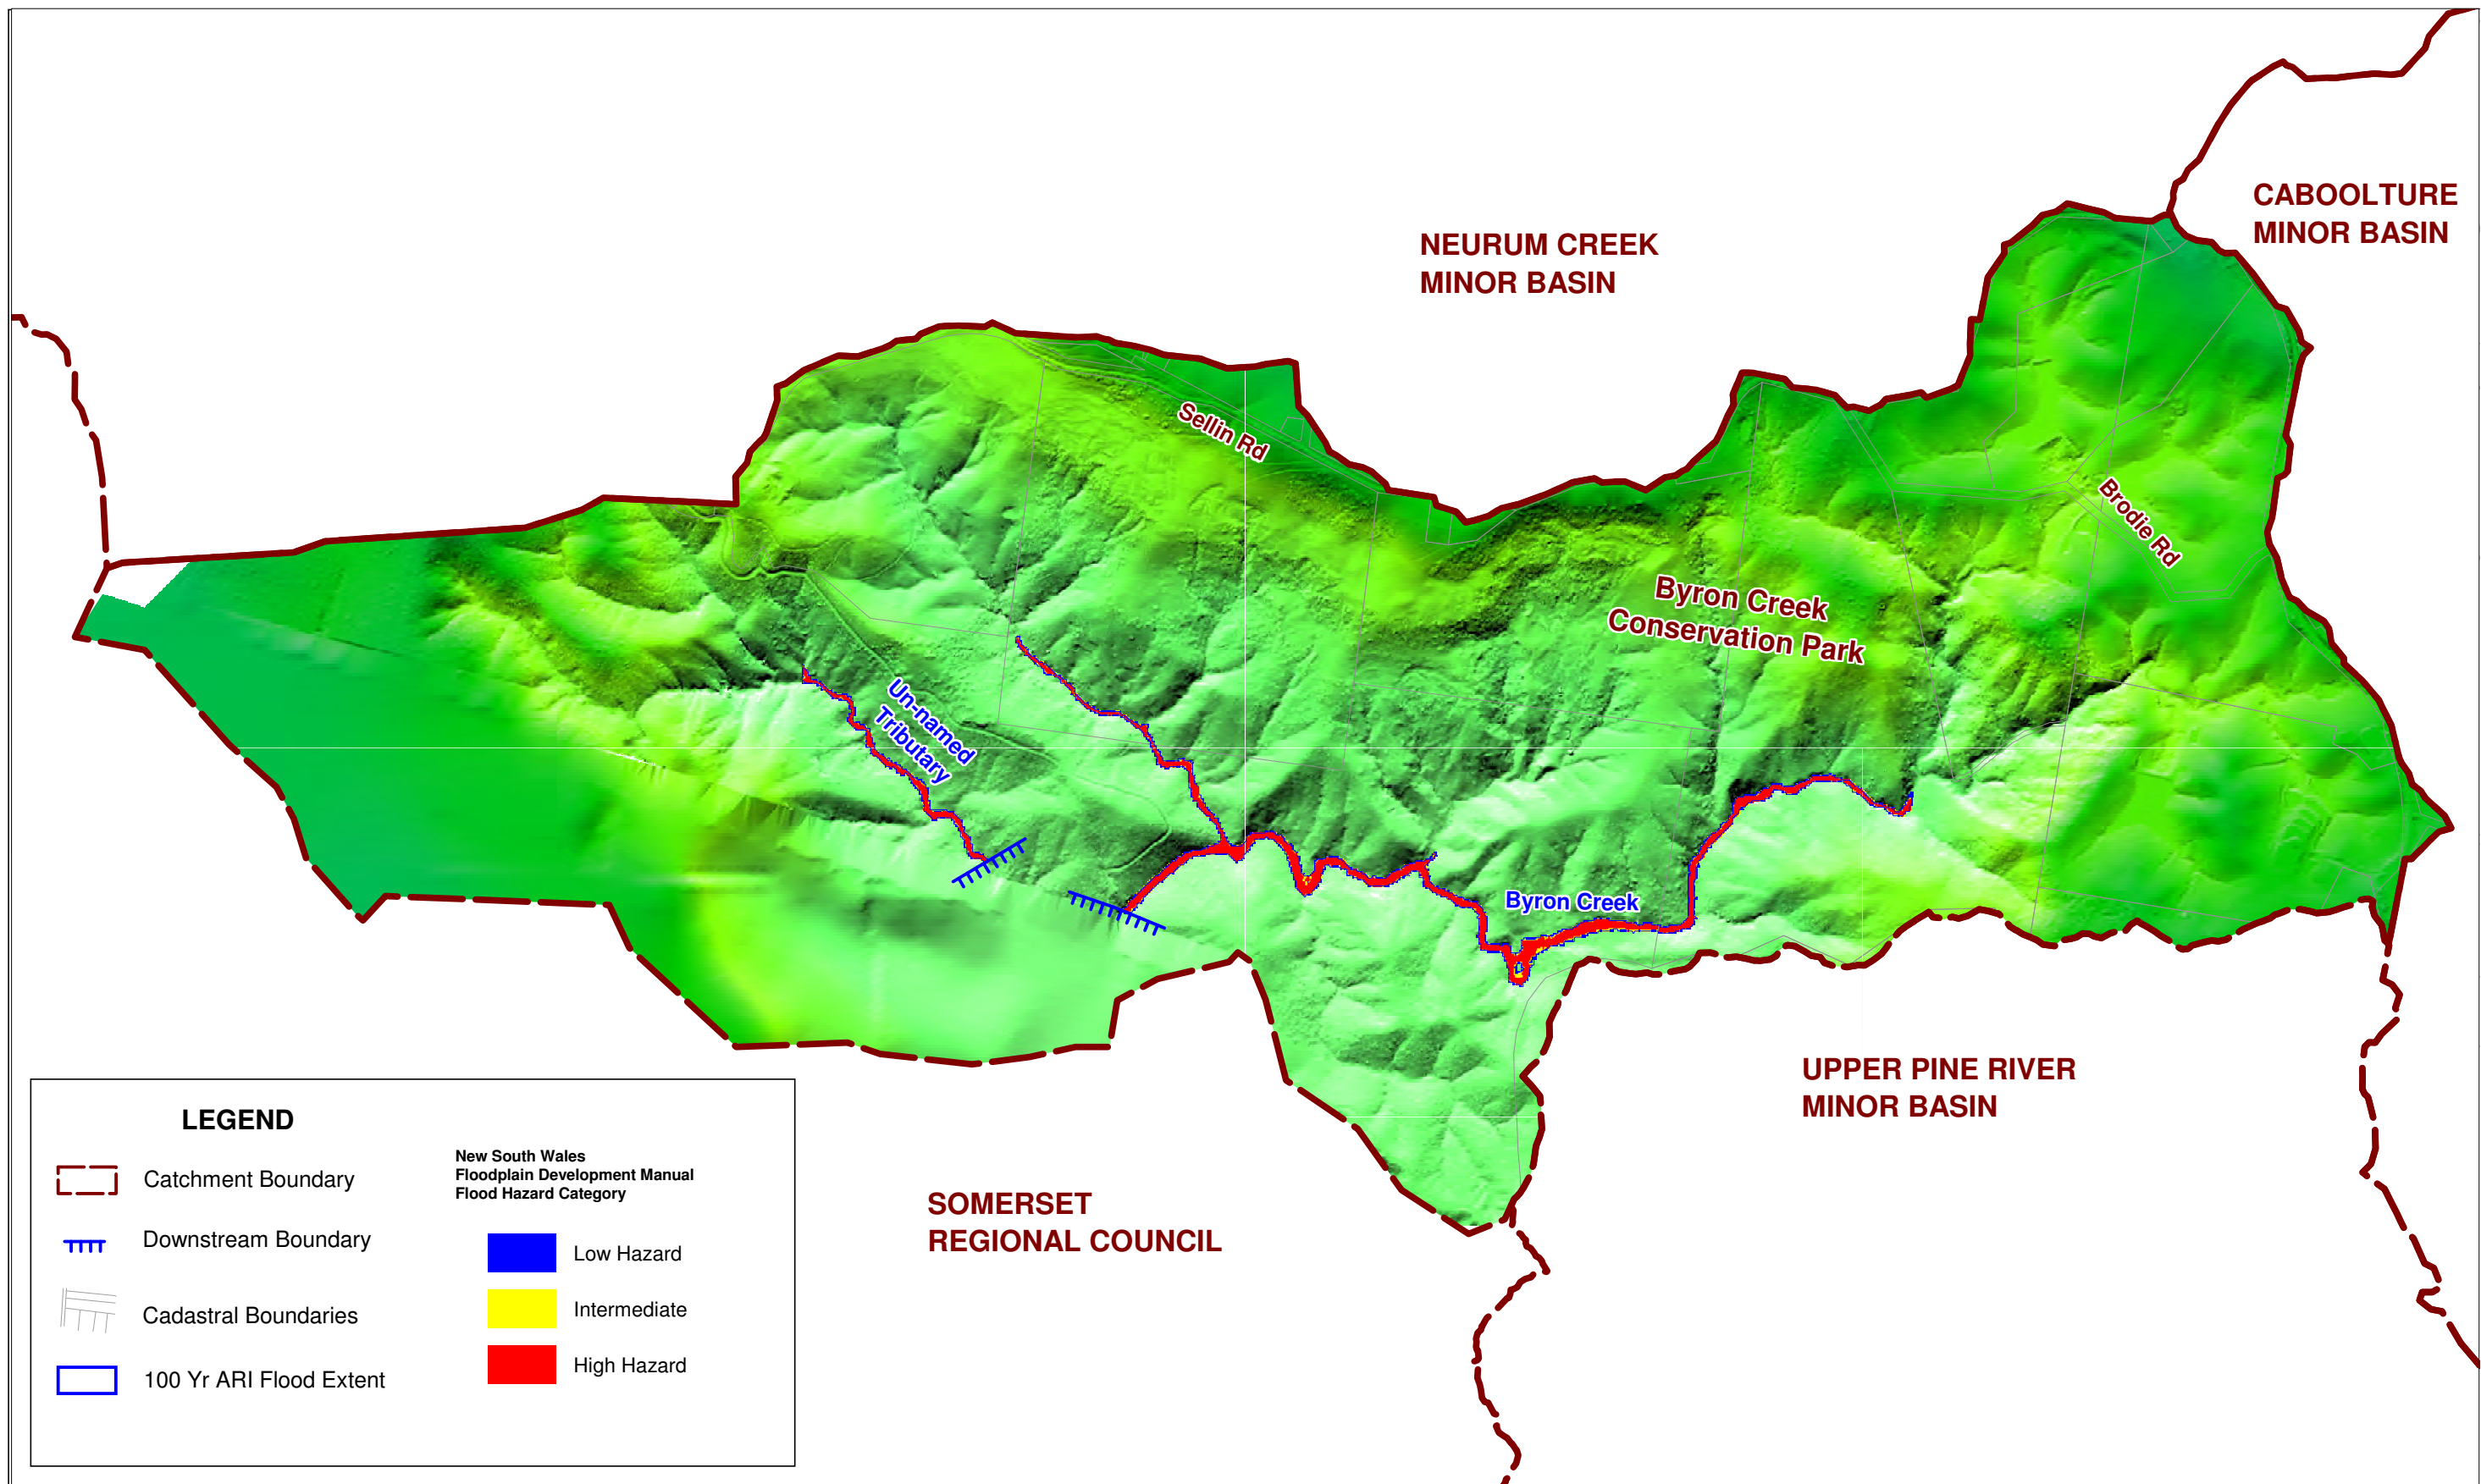 CABOOLTURE
MINOR BASIN
NEURUM CREEK
MINOR BASIN
Sellin Rd
Brodie Rd
Byron Creek
Conservation Park
Un-named
Tributary
Byron Creek
UPPER PINE RIVER
MINOR BASIN
SOMERSET
REGIONAL COUNCIL
LEGEND
Catchment Boundary
Downstream Boundary
Cadastral Boundaries
100 Yr ARI Flood Extent
New South Wales
Floodplain Development Manual
Flood Hazard Category
Low Hazard
Intermediate
High Hazard